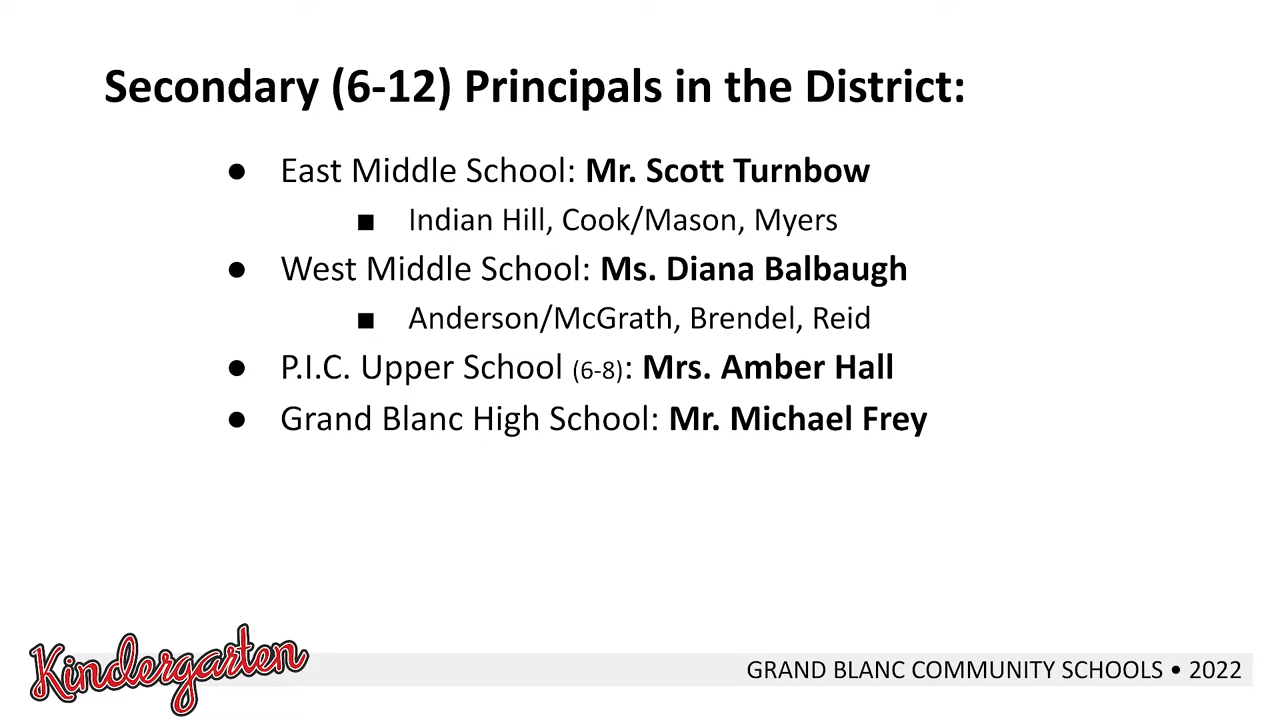 Secondary (6-12) Principals in the District:
● East Middle School: Mr. Scott Turnbow
■ Indian Hill, Cook/Mason, Myers
● West Middle School: Ms. Diana Balbaugh
■ Anderson/McGrath, Brendel, Reid
● P.I.C. Upper School (6-8): Mrs. Amber Hall
● Grand Blanc High School: Mr. Michael Frey
Kindergarten
GRAND BLANC COMMUNITY SCHOOLS • 2022